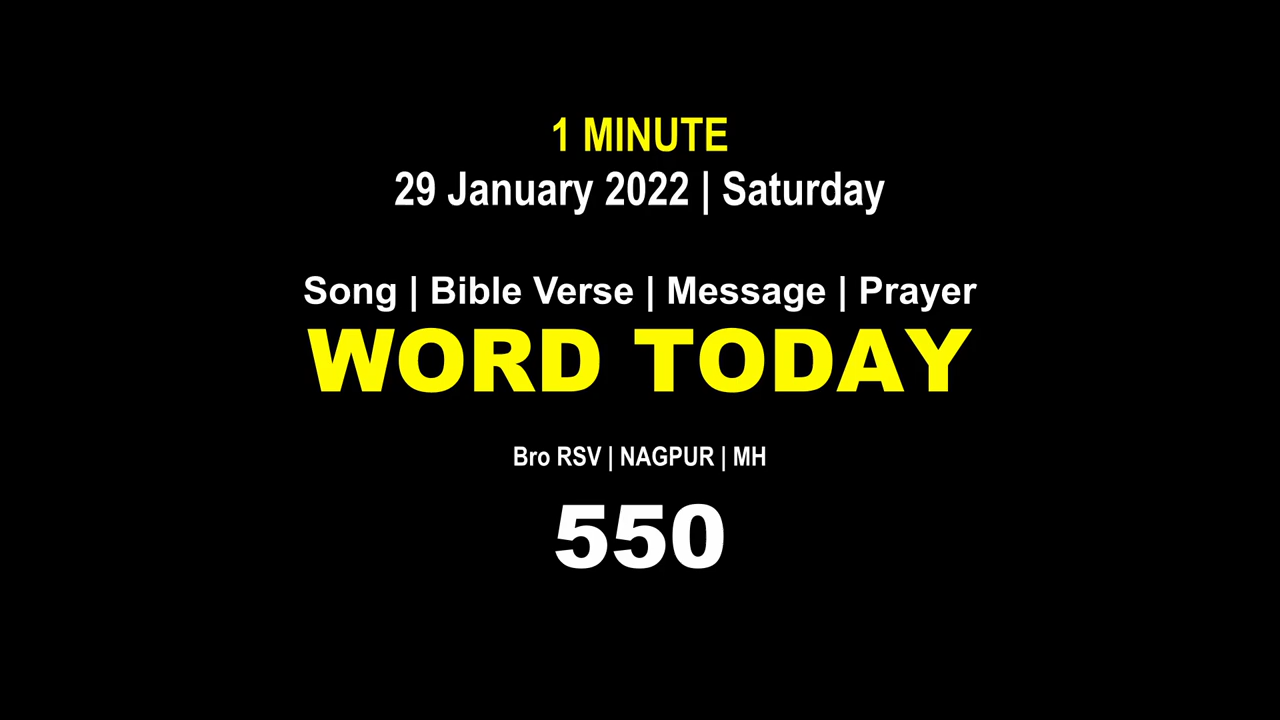 1 MINUTE
29 January 2022 | Saturday
Song | Bible Verse | Message | Prayer
WORD TODAY
Bro RSV | NAGPUR | MH
550